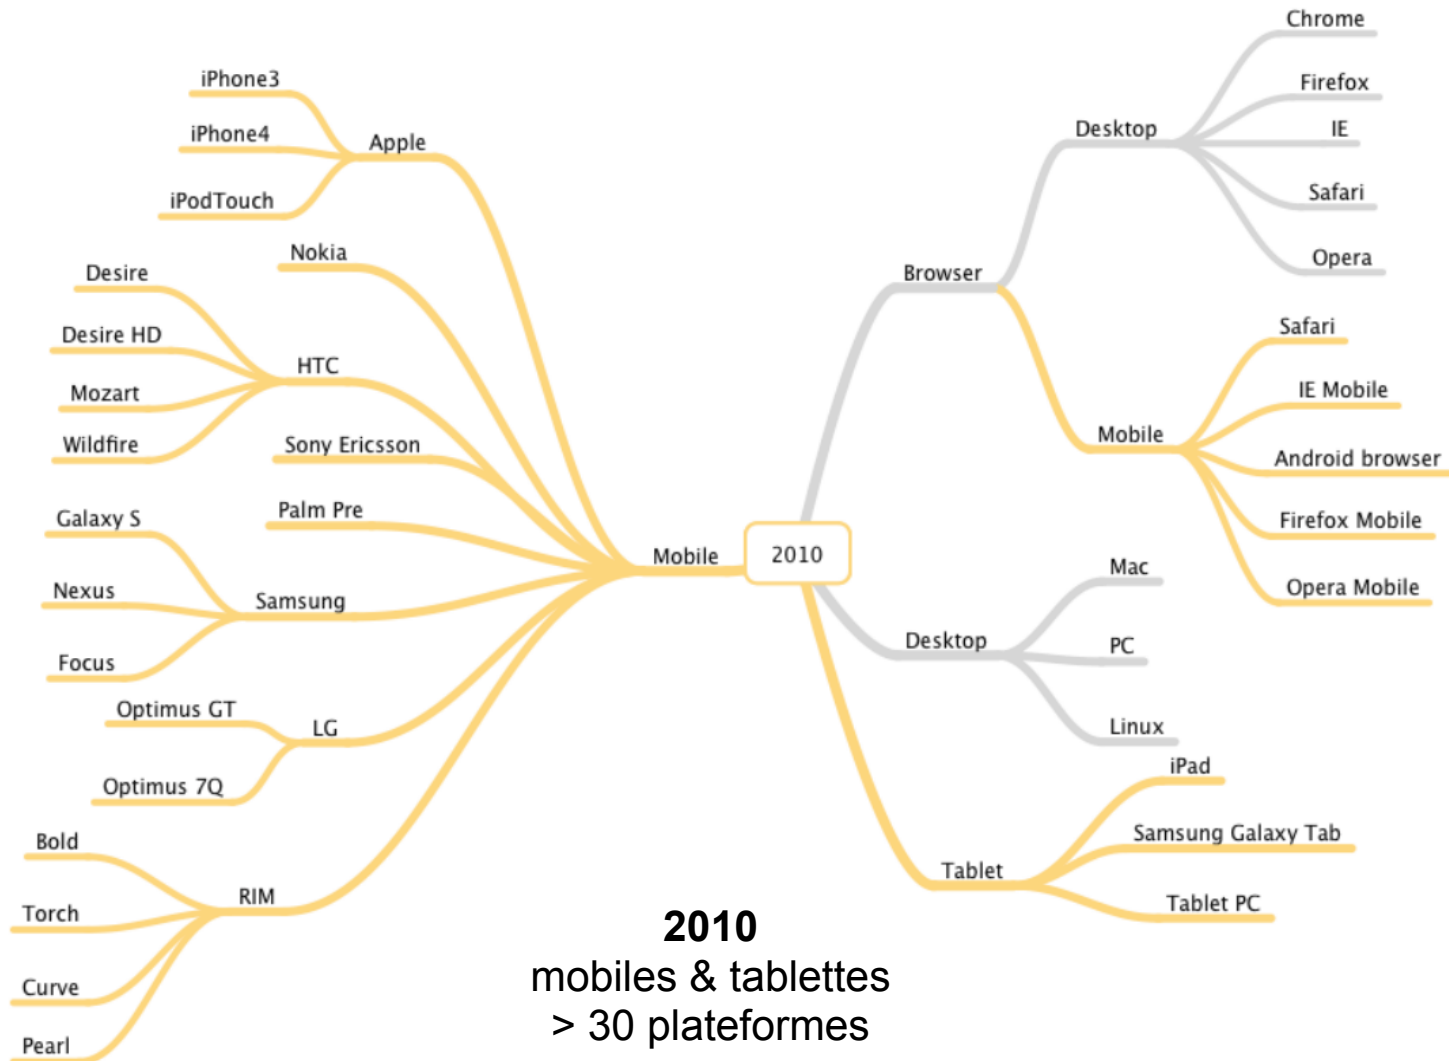 iPhone3
iPhone4
iPodTouch
Apple
Nokia
Desire
Desire HD
Mozart
Wildfire
HTC
Sony Ericsson
Palm Pre
Galaxy S
Nexus
Focus
Samsung
Optimus GT
Optimus 7Q
LG
Bold
Torch
Curve
Pearl
RIM
Mobile
2010
Browser
Desktop
Chrome
Firefox
IE
Safari
Opera
Mobile
Safari
IE Mobile
Android browser
Firefox Mobile
Opera Mobile
Desktop
Mac
PC
Linux
Tablet
iPad
Samsung Galaxy Tab
Tablet PC
2010
mobiles & tablettes
> 30 plateformes